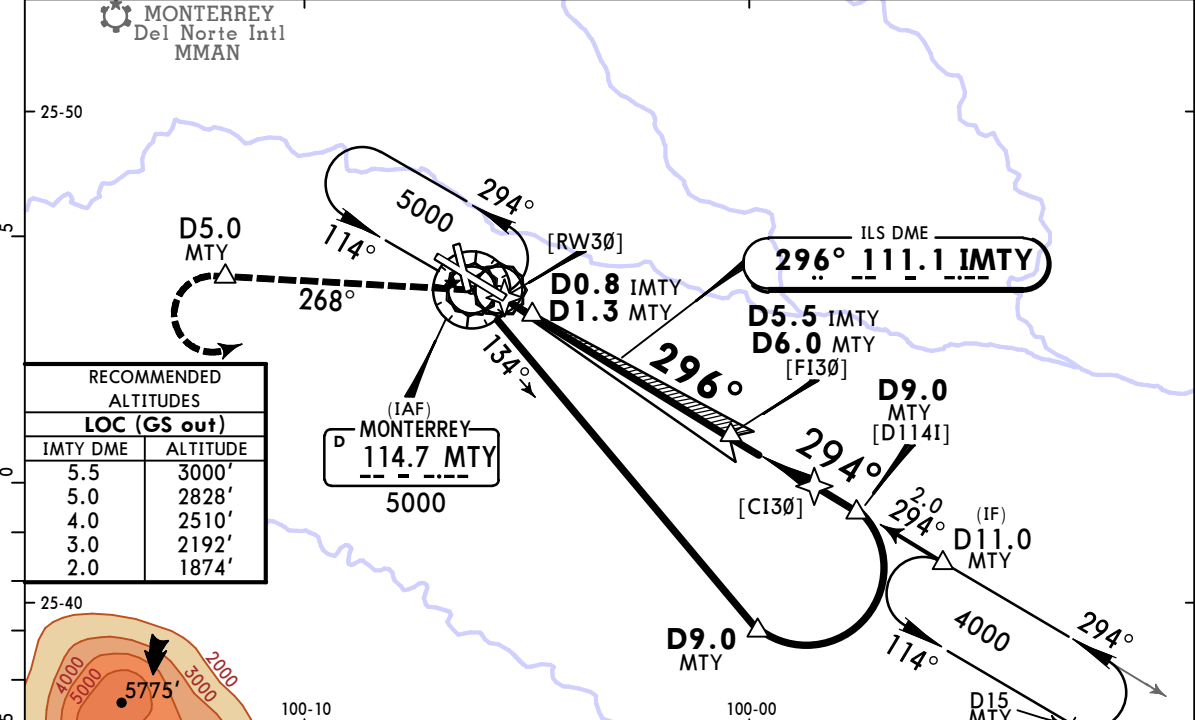 MONTERREY
Del Norte Intl
MMAN
25-50
5
D5.0
MTY
294°
5000
114°
268°
[RW3Ø]
D0.8 IMTY
D1.3 MTY
ILS DME
296° 111.1 IMTY
D5.5 IMTY
D6.0 MTY
[FI3Ø]
296°
134°
D9.0
MTY
[D114I]
(IAF)
MONTERREY
D 114.7 MTY
5000
294°
[CI3Ø]
2.0
294°
(IF)
D11.0
MTY
RECOMMENDED
ALTITUDES
LOC (GS out)
IMTY DME ALTITUDE
5.5 3000'
5.0 2828'
4.0 2510'
3.0 2192'
2.0 1874'
0
25-40
D9.0
MTY
4000
294°
114°
D15
MTY
2000
3000
4000
5000
5775'
5
100-10
100-00